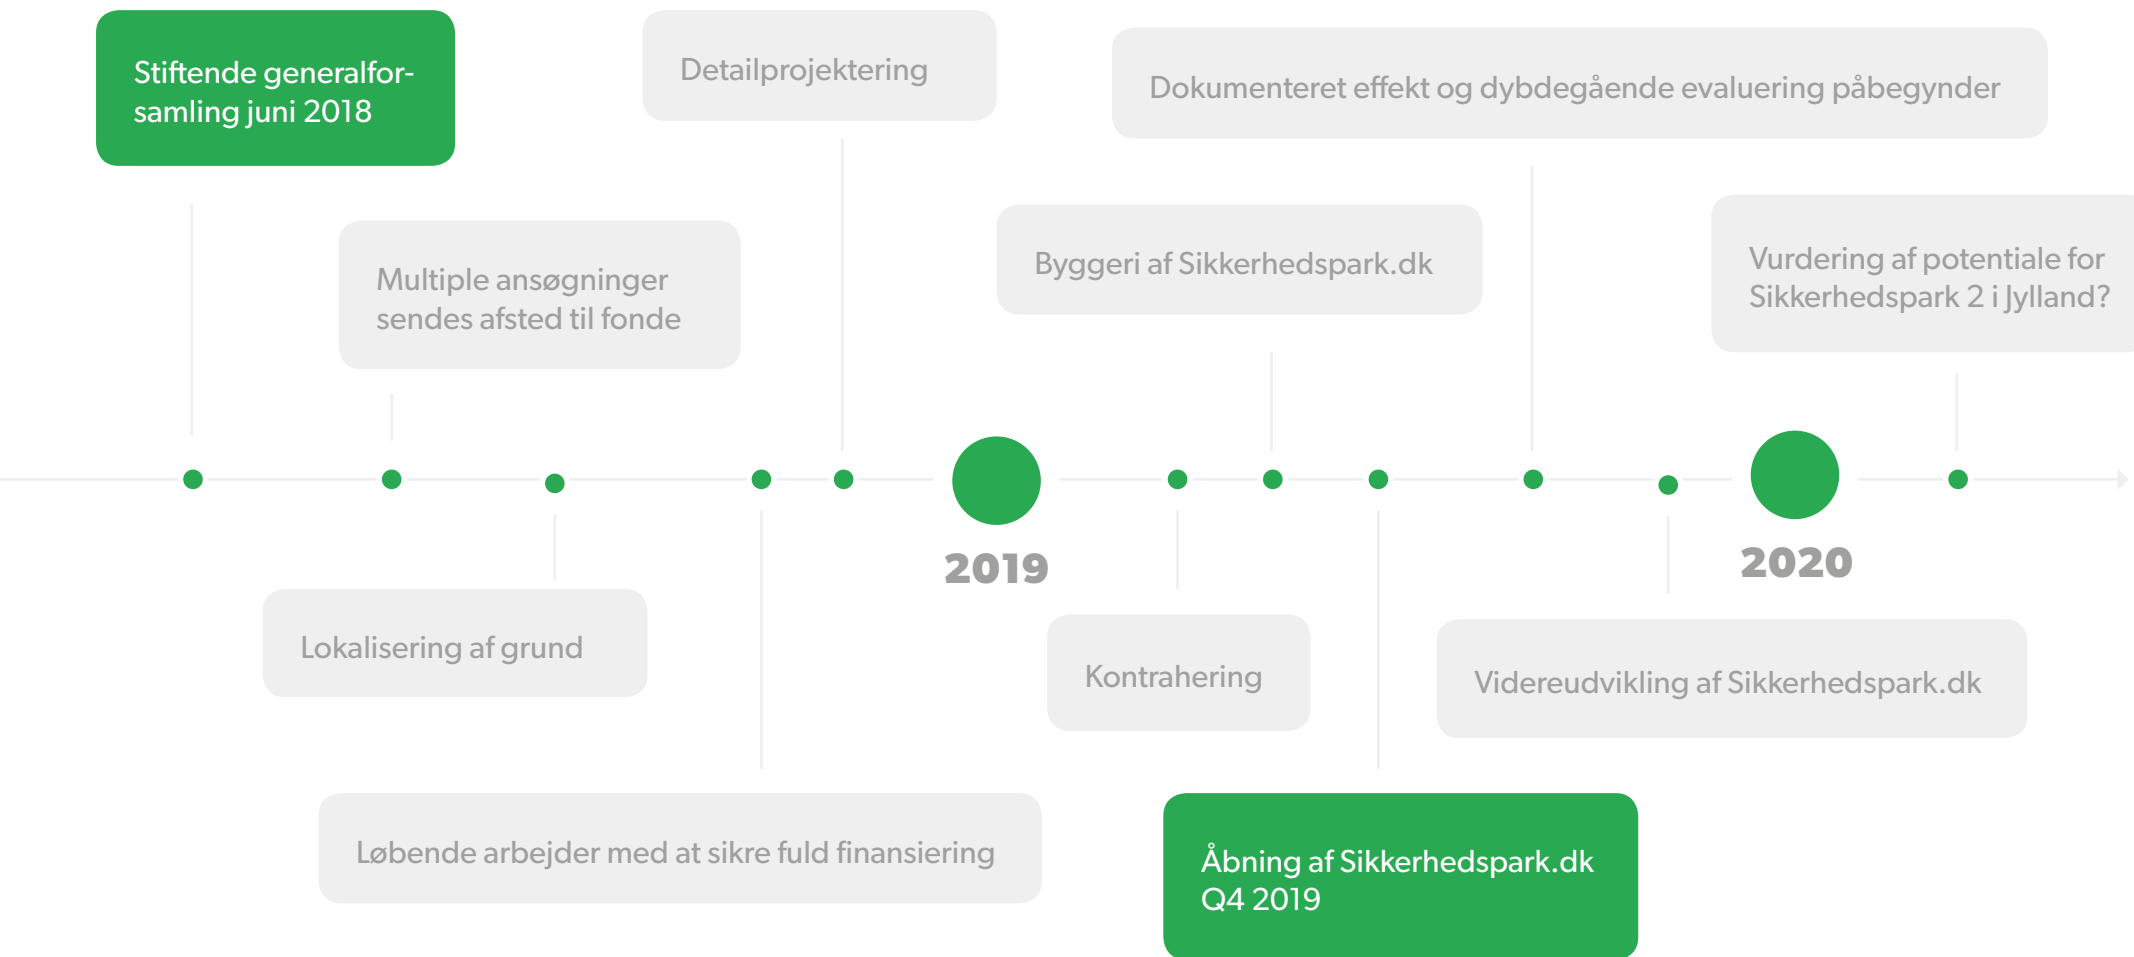 Stiftende generalfor-
samling juni 2018
Detailprojektering
Dokumenteret effekt og dybdegående evaluering påbegynder
Multiple ansøgninger
sendes afsted til fonde
Byggeri af Sikkerhedspark.dk
Vurdering af potentiale for
Sikkerhedspark 2 i Jylland?
2019
2020
Lokalisering af grund
Kontrahering
Videreudvikling af Sikkerhedspark.dk
Løbende arbejder med at sikre fuld finansiering
Åbning af Sikkerhedspark.dk
Q4 2019